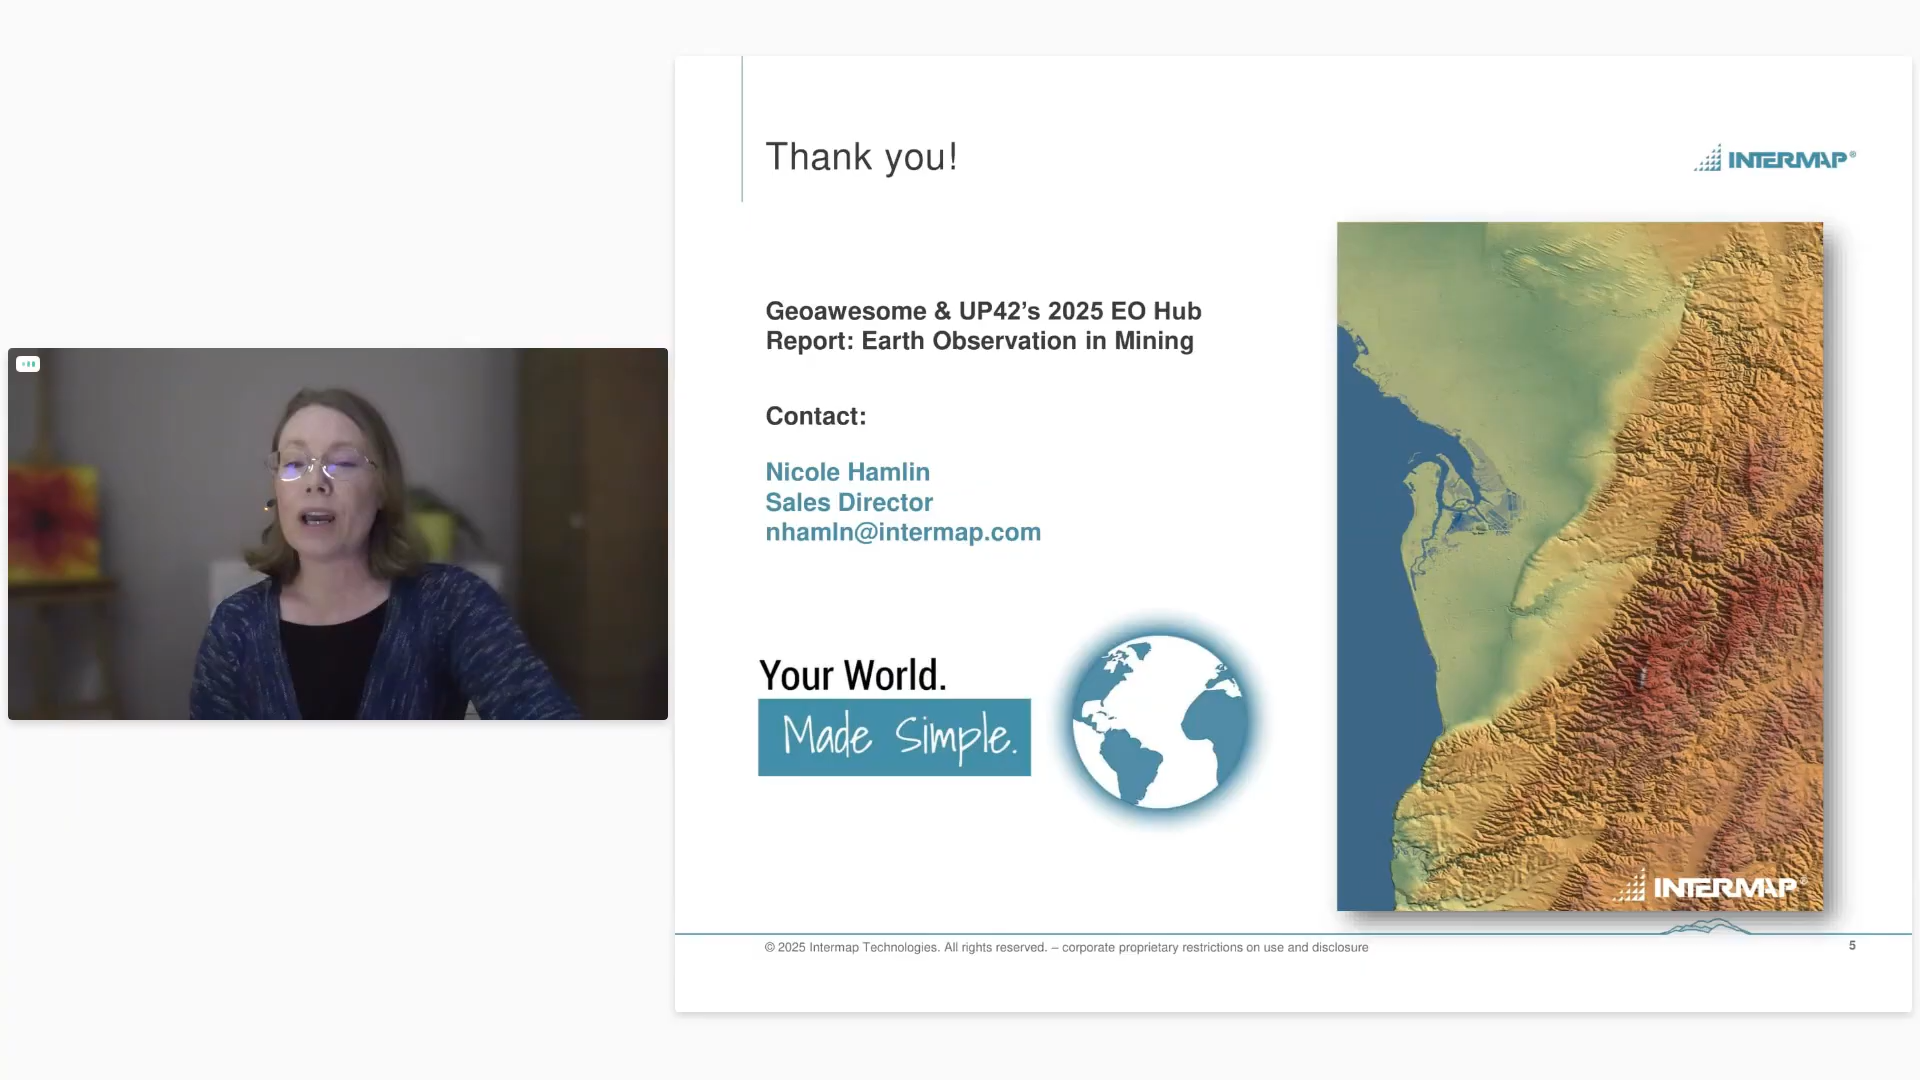 Thank you!
INTERMAP®
Geoawesome & UP42’s 2025 EO Hub
Report: Earth Observation in Mining
Contact:
Nicole Hamlin
Sales Director
nhamln@intermap.com
Your World.
Made Simple.
INTERMAP®
© 2025 Intermap Technologies. All rights reserved. – corporate proprietary restrictions on use and disclosure
5